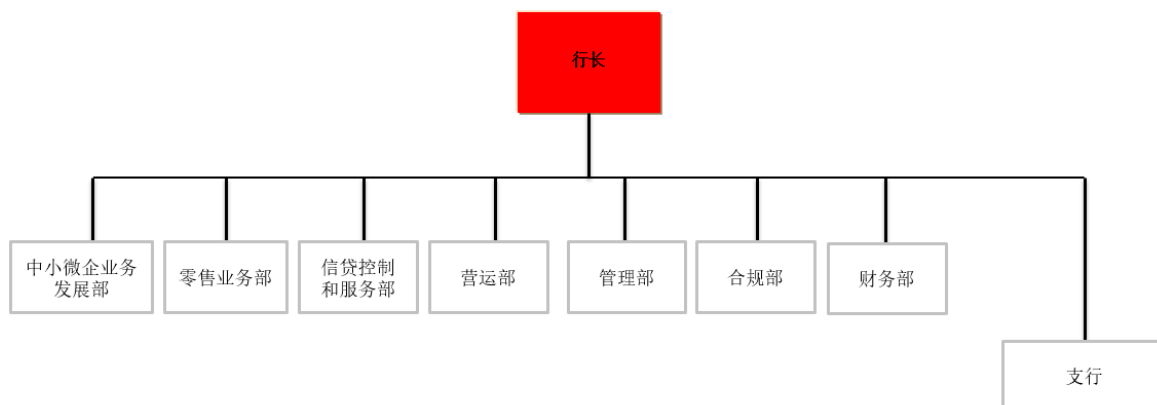 行长
中小微企业务
发展部
零售业务部
信贷控制
和服务部
营运部
管理部
合规部
财务部
支行